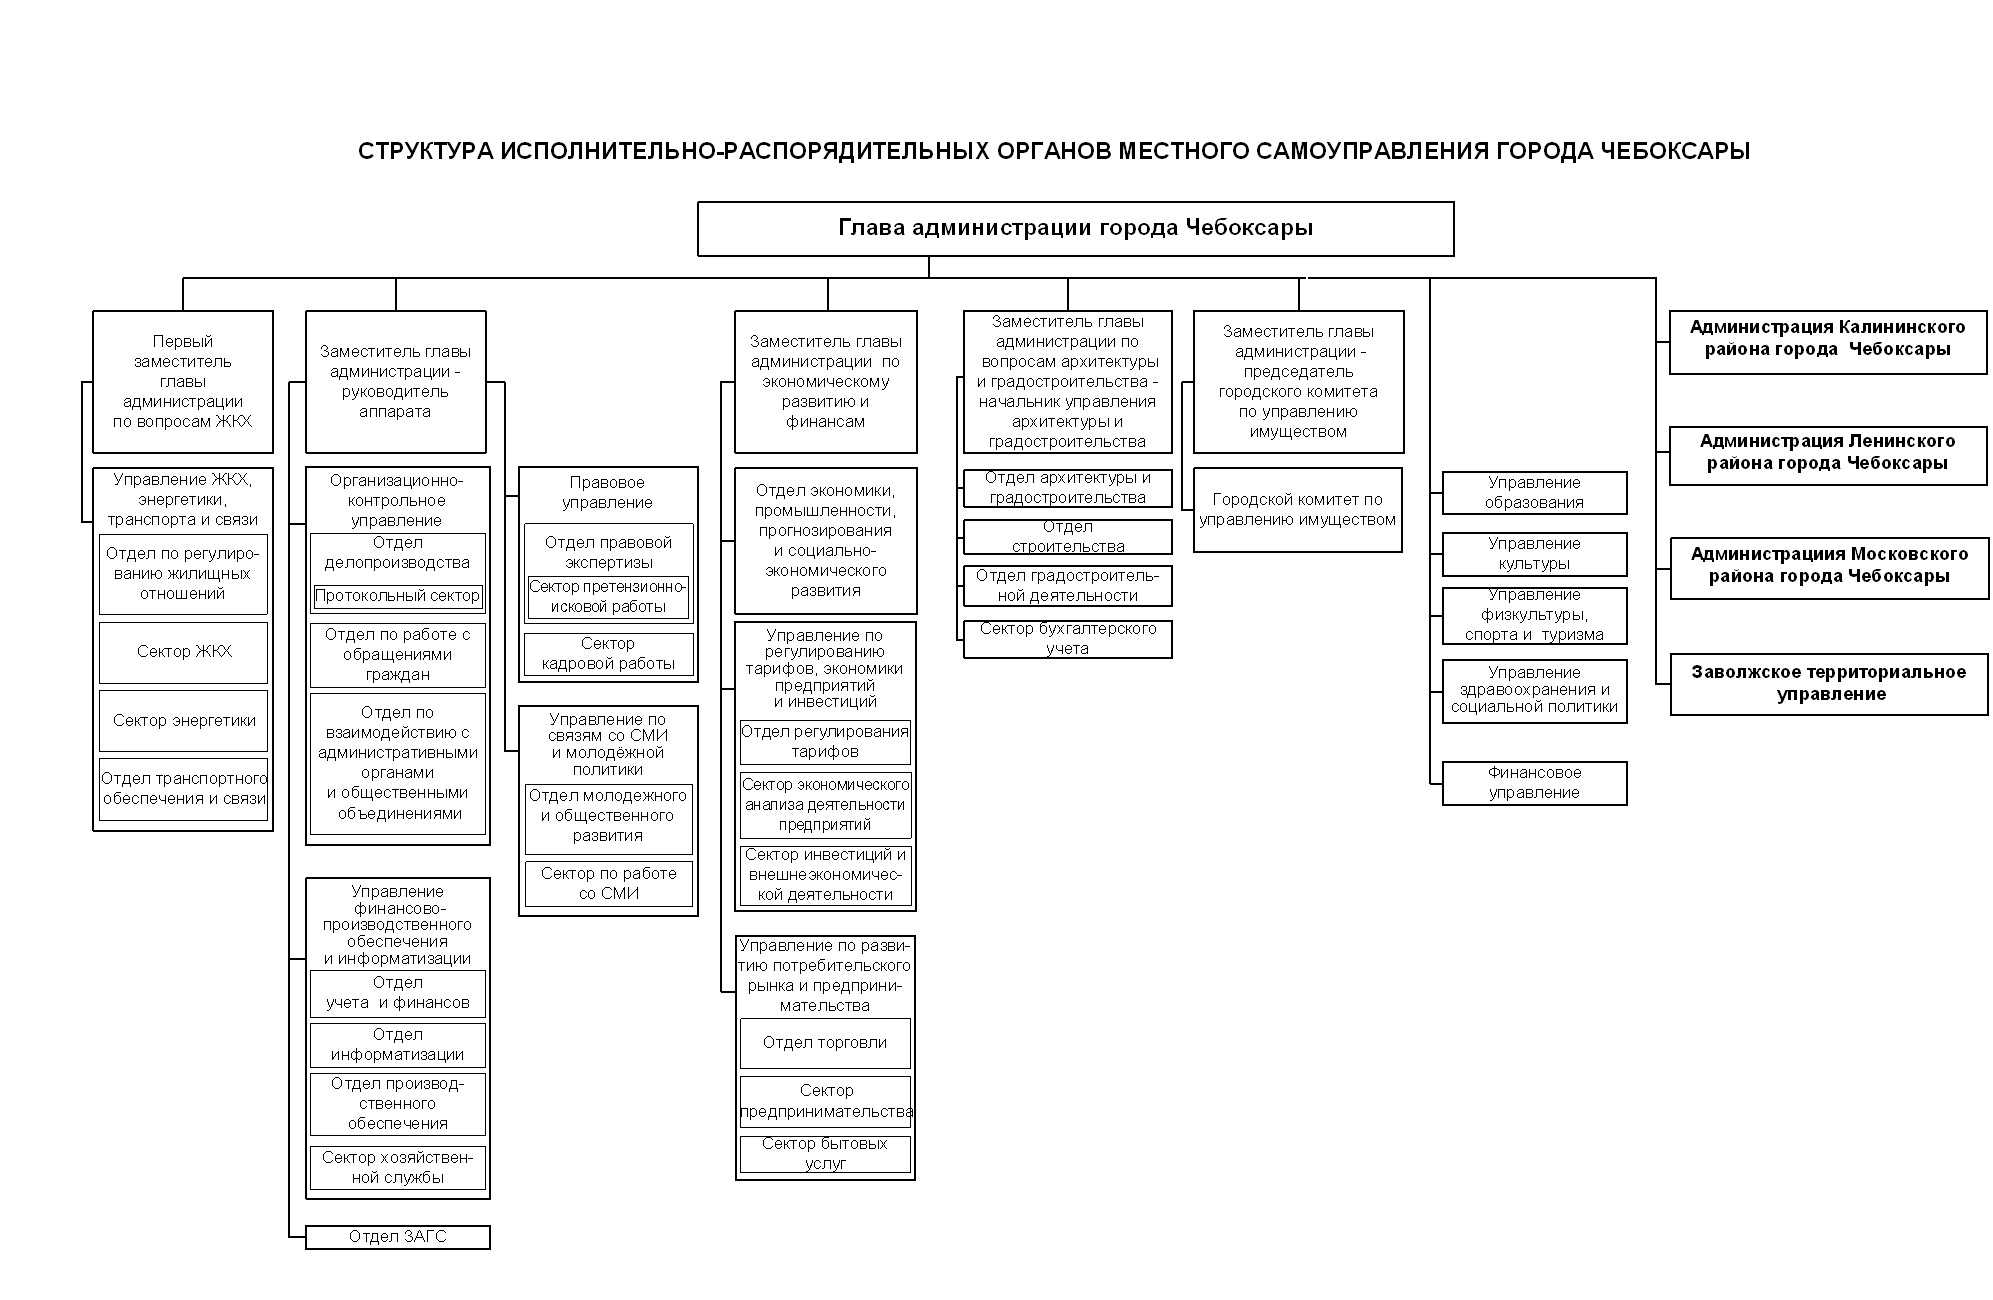 СТРУКТУРА ИСПОЛНИТЕЛЬНО-РАСПОРЯДИТЕЛЬНЫХ ОРГАНОВ МЕСТНОГО САМОУПРАВЛЕНИЯ ГОРОДА ЧЕБОКСАРЫ
Глава администрации города Чебоксары
Первый
заместитель
главы
администрации
по вопросам ЖКХ
Управление ЖКХ,
энергетики,
транспорта и связи
Отдел по регулиро-
ванию жилищных
отношений
Сектор ЖКХ
Сектор энергетики
Отдел транспортного
обеспечения и связи
Заместитель главы
администрации -
руководитель
аппарата
Организационно-
контрольное
управление
Отдел
делопроизводства
Протокольный сектор
Отдел по работе с
обращениями
граждан
Отдел по
взаимодействию с
административными
органами
и общественными
объединениями
Управление
финансово-
производственного
обеспечения
и информатизации
Отдел
учета и финансов
Отдел
информатизации
Отдел производ-
ственного
обеспечения
Сектор хозяйствен-
ной службы
Отдел ЗАГС
Правовое
управление
Отдел правовой
экспертизы
Сектор претензионно-
исковой работы
Сектор
кадровой работы
Управление по
связям со СМИ
и молодёжной
политики
Отдел молодежного
и общественного
развития
Сектор по работе
со СМИ
Заместитель главы
администрации по
экономическому
развитию и
финансам
Отдел экономики,
промышленности,
прогнозирования
и социально-
экономического
развития
Управление по
регулированию
тарифов, экономики
предприятий
и инвестиций
Отдел регулирования
тарифов
Сектор экономического
анализа деятельности
предприятий
Сектор инвестиций и
внешнеэкономичес-
кой деятельности
Управление по разви-
тию потребительского
рынка и предприни-
мательства
Отдел торговли
Сектор
предпринимательства
Сектор бытовых
услуг
Заместитель главы
администрации по
вопросам архитектуры
и градостроительства -
начальник управления
архитектуры и
градостроительства
Отдел архитектуры и
градостроительства
Отдел
строительства
Отдел градостроитель-
ной деятельности
Сектор бухгалтерского
учета
Заместитель главы
администрации -
председатель
городского комитета
по управлению
имуществом
Городской комитет по
управлению имуществом
Управление
образования
Управление
культуры
Управление
физкультуры,
спорта и туризма
Управление
здравоохранения и
социальной политики
Финансовое
управление
Администрация Калининского
района города Чебоксары
Администрация Ленинского
района города Чебоксары
Администрациия Московского
района города Чебоксары
Заволжское территориальное
управление